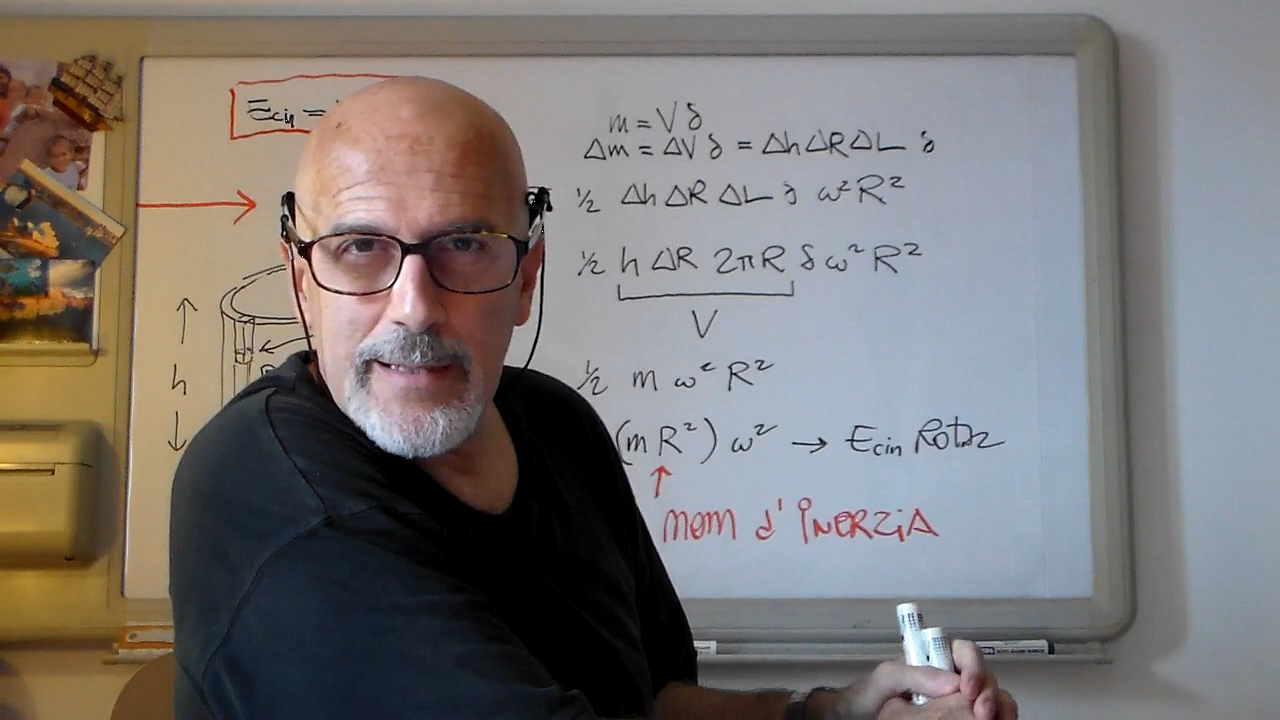 Ecin =
m = V δ
Δm = ΔV δ = Δh ΔR ΔL δ
½ Δh ΔR ΔL δ ω² R²
½ h ΔR 2πR δ ω² R²
V
h
½ m ω² R²
(m R²) ω² → Ecin Rotaz
mom d'inERZiA